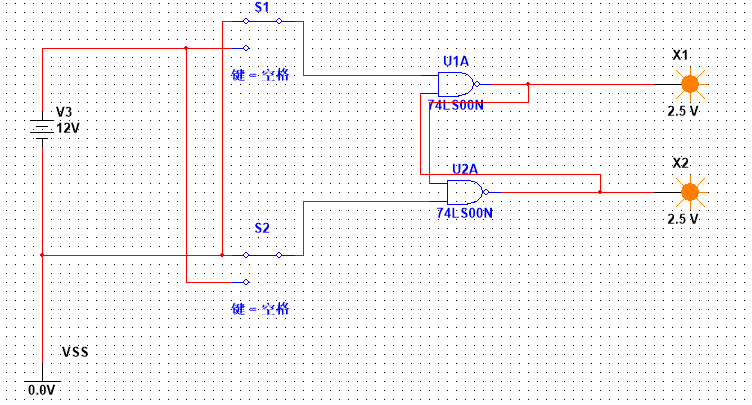 S1
键 = 空格
V3
12V
U1A
74LS00N
X1
2.5 V
U2A
74LS00N
X2
2.5 V
S2
键 = 空格
VSS
0.0V